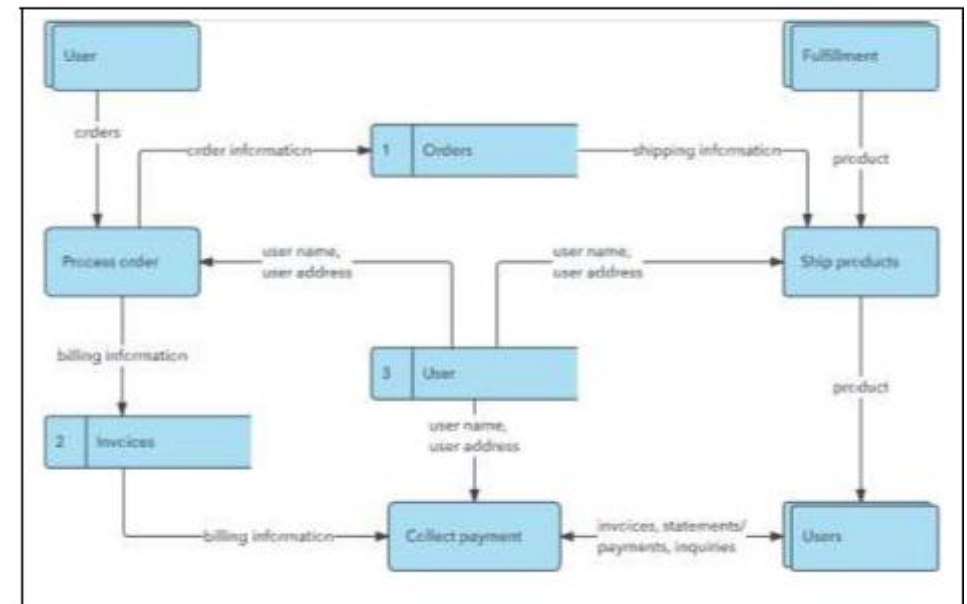 User
Fulfillment
orders
order information
1 Orders
shipping information
product
Process order
user name,
user address
user name,
user address
Ship products
billing information
3 User
product
2 Invoices
user name,
user address
billing information
Collect payment
invoices, statements/
payments, inquiries
Users